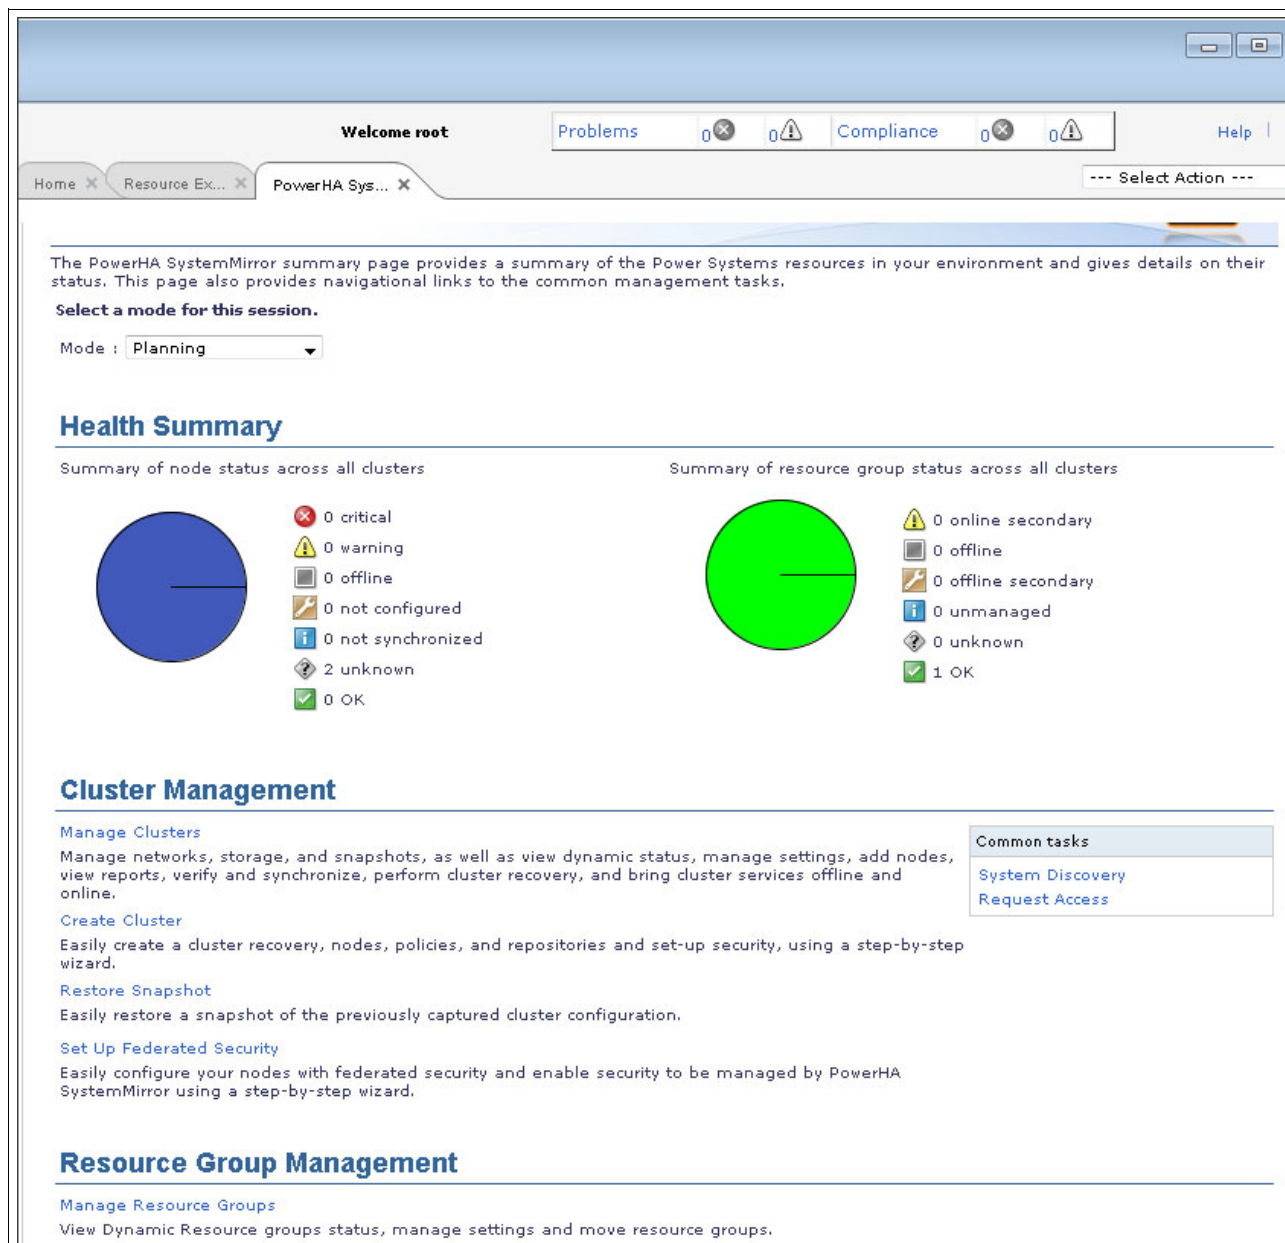 Welcome root
Problems 0 0 Compliance 0 0
Help
Home Resource Ex... PowerHA Sys...
--- Select Action ---
The PowerHA SystemMirror summary page provides a summary of the Power Systems resources in your environment and gives details on their
status. This page also provides navigational links to the common management tasks.
Select a mode for this session.
Mode : Planning
Health Summary
Summary of node status across all clusters
0 critical
0 warning
0 offline
0 not configured
0 not synchronized
2 unknown
0 OK
Summary of resource group status across all clusters
0 online secondary
0 offline
0 offline secondary
0 unmanaged
0 unknown
1 OK
Cluster Management
Manage Clusters
Manage networks, storage, and snapshots, as well as view dynamic status, manage settings, add nodes,
view reports, verify and synchronize, perform cluster recovery, and bring cluster services offline and
online.
Create Cluster
Easily create a cluster recovery, nodes, policies, and repositories and set-up security, using a step-by-step
wizard.
Restore Snapshot
Easily restore a snapshot of the previously captured cluster configuration.
Set Up Federated Security
Easily configure your nodes with federated security and enable security to be managed by PowerHA
SystemMirror using a step-by-step wizard.
Common tasks
System Discovery
Request Access
Resource Group Management
Manage Resource Groups
View Dynamic Resource groups status, manage settings and move resource groups.